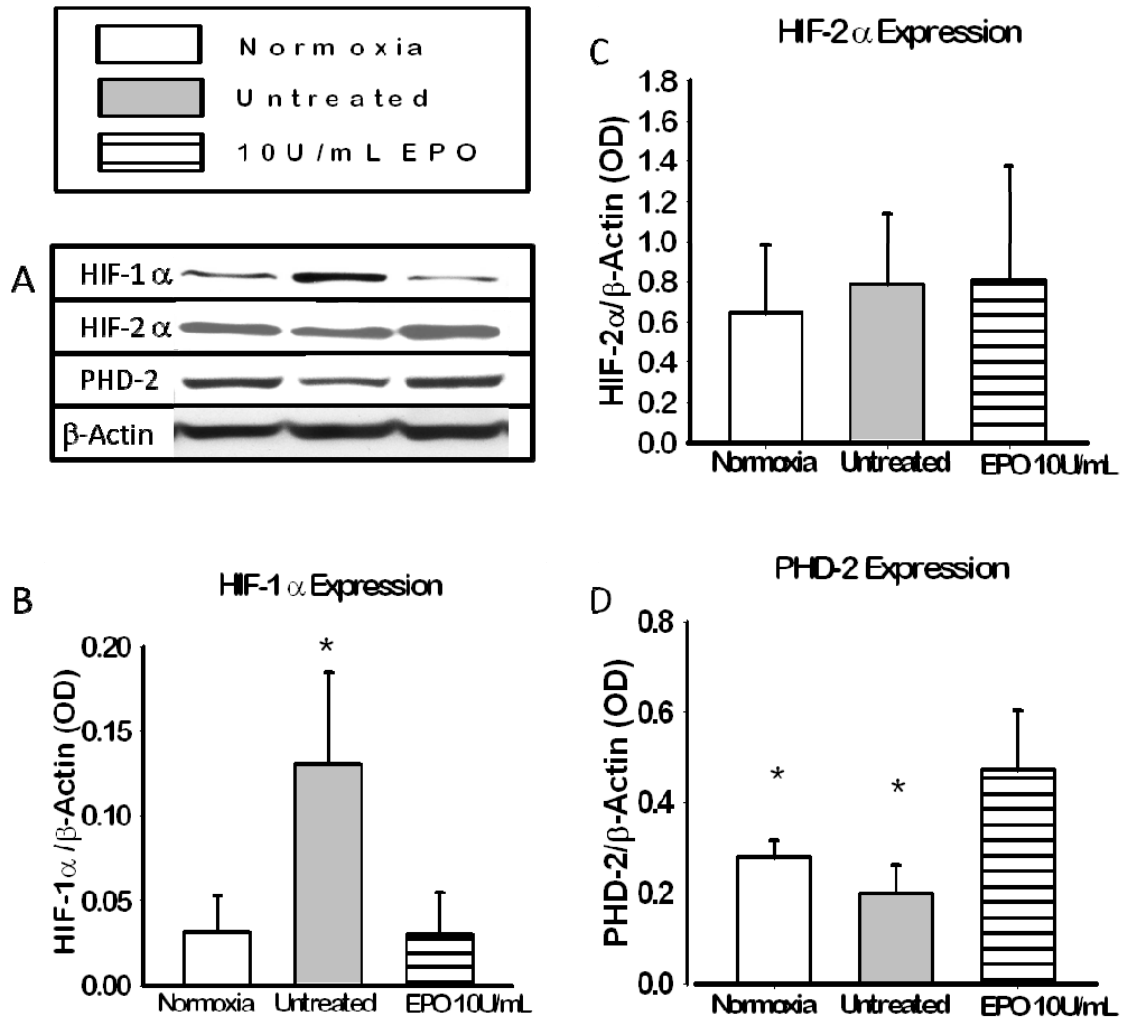 Normoxia
Untreated
10U/mL EPO
A
HIF-1 α
HIF-2 α
PHD-2
β-Actin
B
HIF-1 α Expression
HIF-1α/β-Actin (OD)
0.20
0.15
0.10
0.05
0.00
*
Normoxia Untreated EPO 10U/mL
C
HIF-2 α Expression
HIF-2α/β-Actin (OD)
1.8
1.6
1.4
1.2
1.0
0.8
0.6
0.4
0.2
0.0
Normoxia Untreated EPO 10U/mL
D
PHD-2 Expression
PHD-2/β-Actin (OD)
0.8
0.6
0.4
0.2
0.0
* *
Normoxia Untreated EPO 10U/mL